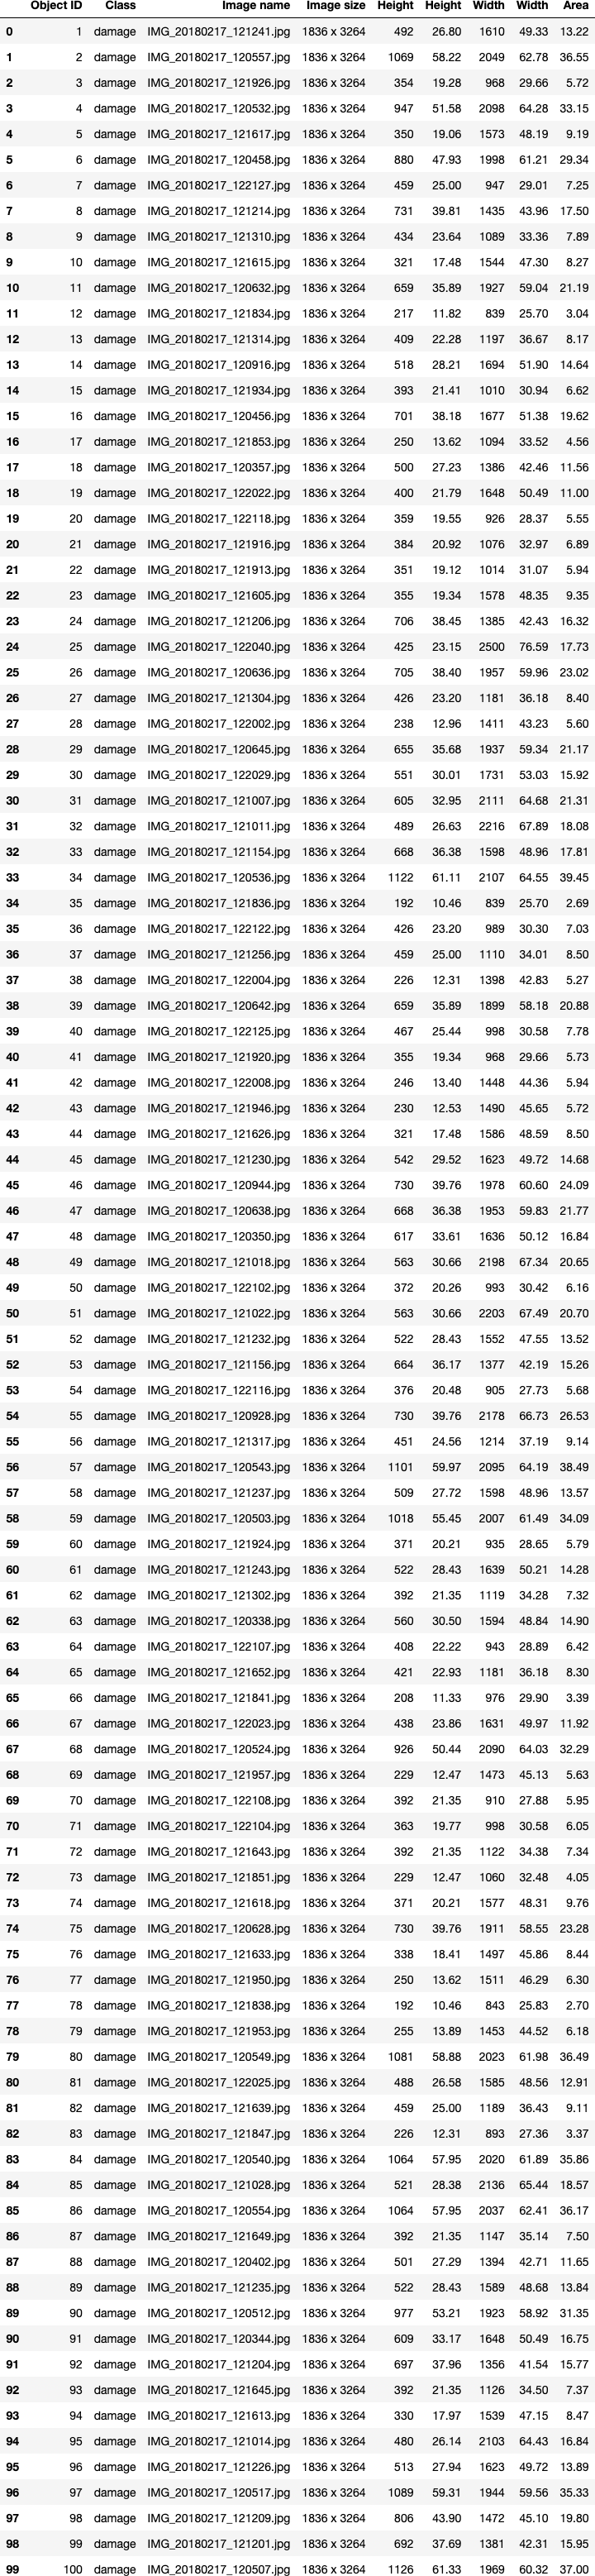 Object ID Class Image name Image size Height Height Width Width Area
0 1 damage IMG_20180217_121241.jpg 1836 x 3264 492 26.80 1610 49.33 13.22
1 2 damage IMG_20180217_120557.jpg 1836 x 3264 1069 58.22 2049 62.78 36.55
2 3 damage IMG_20180217_121926.jpg 1836 x 3264 354 19.28 968 29.66 5.72
3 4 damage IMG_20180217_120532.jpg 1836 x 3264 947 51.58 2098 64.28 33.15
4 5 damage IMG_20180217_121617.jpg 1836 x 3264 350 19.06 1573 48.19 9.19
5 6 damage IMG_20180217_120458.jpg 1836 x 3264 880 47.93 1998 61.21 29.34
6 7 damage IMG_20180217_122127.jpg 1836 x 3264 459 25.00 947 29.01 7.25
7 8 damage IMG_20180217_121214.jpg 1836 x 3264 731 39.81 1435 43.96 17.50
8 9 damage IMG_20180217_121310.jpg 1836 x 3264 434 23.64 1089 33.36 7.89
9 10 damage IMG_20180217_121615.jpg 1836 x 3264 321 17.48 1544 47.30 8.27
10 11 damage IMG_20180217_120632.jpg 1836 x 3264 659 35.89 1927 59.04 21.19
11 12 damage IMG_20180217_121834.jpg 1836 x 3264 217 11.82 839 25.70 3.04
12 13 damage IMG_20180217_121314.jpg 1836 x 3264 409 22.28 1197 36.67 8.17
13 14 damage IMG_20180217_120916.jpg 1836 x 3264 518 28.21 1694 51.90 14.64
14 15 damage IMG_20180217_121934.jpg 1836 x 3264 393 21.41 1010 30.94 6.62
15 16 damage IMG_20180217_120456.jpg 1836 x 3264 701 38.18 1677 51.38 19.62
16 17 damage IMG_20180217_121853.jpg 1836 x 3264 250 13.62 1094 33.52 4.56
17 18 damage IMG_20180217_120357.jpg 1836 x 3264 500 27.23 1386 42.46 11.56
18 19 damage IMG_20180217_122022.jpg 1836 x 3264 400 21.79 1648 50.49 11.00
19 20 damage IMG_20180217_122118.jpg 1836 x 3264 359 19.55 926 28.37 5.55
20 21 damage IMG_20180217_121916.jpg 1836 x 3264 384 20.92 1076 32.97 6.89
21 22 damage IMG_20180217_121913.jpg 1836 x 3264 351 19.12 1014 31.07 5.94
22 23 damage IMG_20180217_121605.jpg 1836 x 3264 355 19.34 1578 48.35 9.35
23 24 damage IMG_20180217_121206.jpg 1836 x 3264 706 38.45 1385 42.43 16.32
24 25 damage IMG_20180217_122040.jpg 1836 x 3264 425 23.15 2500 76.59 17.73
25 26 damage IMG_20180217_120636.jpg 1836 x 3264 705 38.40 1957 59.96 23.02
26 27 damage IMG_20180217_121304.jpg 1836 x 3264 426 23.20 1181 36.18 8.40
27 28 damage IMG_20180217_122002.jpg 1836 x 3264 238 12.96 1411 43.23 5.60
28 29 damage IMG_20180217_120645.jpg 1836 x 3264 655 35.68 1937 59.34 21.17
29 30 damage IMG_20180217_122029.jpg 1836 x 3264 551 30.01 1731 53.03 15.92
30 31 damage IMG_20180217_121007.jpg 1836 x 3264 605 32.95 2111 64.68 21.31
31 32 damage IMG_20180217_121011.jpg 1836 x 3264 489 26.63 2216 67.89 18.08
32 33 damage IMG_20180217_121154.jpg 1836 x 3264 668 36.38 1598 48.96 17.81
33 34 damage IMG_20180217_120536.jpg 1836 x 3264 1122 61.11 2107 64.55 39.45
34 35 damage IMG_20180217_121836.jpg 1836 x 3264 192 10.46 839 25.70 2.69
35 36 damage IMG_20180217_122122.jpg 1836 x 3264 426 23.20 989 30.30 7.03
36 37 damage IMG_20180217_121256.jpg 1836 x 3264 459 25.00 1110 34.01 8.50
37 38 damage IMG_20180217_122004.jpg 1836 x 3264 226 12.31 1398 42.83 5.27
38 39 damage IMG_20180217_120642.jpg 1836 x 3264 659 35.89 1899 58.18 20.88
39 40 damage IMG_20180217_122125.jpg 1836 x 3264 467 25.44 998 30.58 7.78
40 41 damage IMG_20180217_121920.jpg 1836 x 3264 355 19.34 968 29.66 5.73
41 42 damage IMG_20180217_122008.jpg 1836 x 3264 246 13.40 1448 44.36 5.94
42 43 damage IMG_20180217_121946.jpg 1836 x 3264 230 12.53 1490 45.65 5.72
43 44 damage IMG_20180217_121626.jpg 1836 x 3264 321 17.48 1586 48.59 8.50
44 45 damage IMG_20180217_121230.jpg 1836 x 3264 542 29.52 1623 49.72 14.68
45 46 damage IMG_20180217_120944.jpg 1836 x 3264 730 39.76 1978 60.60 24.09
46 47 damage IMG_20180217_120638.jpg 1836 x 3264 668 36.38 1953 59.83 21.77
47 48 damage IMG_20180217_120350.jpg 1836 x 3264 617 33.61 1636 50.12 16.84
48 49 damage IMG_20180217_121018.jpg 1836 x 3264 563 30.66 2198 67.34 20.65
49 50 damage IMG_20180217_122102.jpg 1836 x 3264 372 20.26 993 30.42 6.16
50 51 damage IMG_20180217_121022.jpg 1836 x 3264 563 30.66 2203 67.49 20.70
51 52 damage IMG_20180217_121232.jpg 1836 x 3264 522 28.43 1552 47.55 13.52
52 53 damage IMG_20180217_121156.jpg 1836 x 3264 664 36.17 1377 42.19 15.26
53 54 damage IMG_20180217_122116.jpg 1836 x 3264 376 20.48 905 27.73 5.68
54 55 damage IMG_20180217_120928.jpg 1836 x 3264 730 39.76 2178 66.73 26.53
55 56 damage IMG_20180217_121317.jpg 1836 x 3264 451 24.56 1214 37.19 9.14
56 57 damage IMG_20180217_120543.jpg 1836 x 3264 1101 59.97 2095 64.19 38.49
57 58 damage IMG_20180217_121237.jpg 1836 x 3264 509 27.72 1598 48.96 13.57
58 59 damage IMG_20180217_120503.jpg 1836 x 3264 1018 55.45 2007 61.49 34.09
59 60 damage IMG_20180217_121924.jpg 1836 x 3264 371 20.21 935 28.65 5.79
60 61 damage IMG_20180217_121243.jpg 1836 x 3264 522 28.43 1639 50.21 14.28
61 62 damage IMG_20180217_121302.jpg 1836 x 3264 392 21.35 1119 34.28 7.32
62 63 damage IMG_20180217_120338.jpg 1836 x 3264 560 30.50 1594 48.84 14.90
63 64 damage IMG_20180217_122107.jpg 1836 x 3264 408 22.22 943 28.89 6.42
64 65 damage IMG_20180217_121652.jpg 1836 x 3264 421 22.93 1181 36.18 8.30
65 66 damage IMG_20180217_121841.jpg 1836 x 3264 208 11.33 976 29.90 3.39
66 67 damage IMG_20180217_122023.jpg 1836 x 3264 438 23.86 1631 49.97 11.92
67 68 damage IMG_20180217_120524.jpg 1836 x 3264 926 50.44 2090 64.03 32.29
68 69 damage IMG_20180217_121957.jpg 1836 x 3264 229 12.47 1473 45.13 5.63
69 70 damage IMG_20180217_122108.jpg 1836 x 3264 392 21.35 910 27.88 5.95
70 71 damage IMG_20180217_122104.jpg 1836 x 3264 363 19.77 998 30.58 6.05
71 72 damage IMG_20180217_121643.jpg 1836 x 3264 392 21.35 1122 34.38 7.34
72 73 damage IMG_20180217_121851.jpg 1836 x 3264 229 12.47 1060 32.48 4.05
73 74 damage IMG_20180217_121618.jpg 1836 x 3264 371 20.21 1577 48.31 9.76
74 75 damage IMG_20180217_120628.jpg 1836 x 3264 730 39.76 1911 58.55 23.28
75 76 damage IMG_20180217_121633.jpg 1836 x 3264 338 18.41 1497 45.86 8.44
76 77 damage IMG_20180217_121950.jpg 1836 x 3264 250 13.62 1511 46.29 6.30
77 78 damage IMG_20180217_121838.jpg 1836 x 3264 192 10.46 843 25.83 2.70
78 79 damage IMG_20180217_121953.jpg 1836 x 3264 255 13.89 1453 44.52 6.18
79 80 damage IMG_20180217_120549.jpg 1836 x 3264 1081 58.88 2023 61.98 36.49
80 81 damage IMG_20180217_122025.jpg 1836 x 3264 488 26.58 1585 48.56 12.91
81 82 damage IMG_20180217_121639.jpg 1836 x 3264 459 25.00 1189 36.43 9.11
82 83 damage IMG_20180217_121847.jpg 1836 x 3264 226 12.31 893 27.36 3.37
83 84 damage IMG_20180217_120540.jpg 1836 x 3264 1064 57.95 2020 61.89 35.86
84 85 damage IMG_20180217_121028.jpg 1836 x 3264 521 28.38 2136 65.44 18.57
85 86 damage IMG_20180217_120554.jpg 1836 x 3264 1064 57.95 2037 62.41 36.17
86 87 damage IMG_20180217_121649.jpg 1836 x 3264 392 21.35 1147 35.14 7.50
87 88 damage IMG_20180217_120402.jpg 1836 x 3264 501 27.29 1394 42.71 11.65
88 89 damage IMG_20180217_121235.jpg 1836 x 3264 522 28.43 1589 48.68 13.84
89 90 damage IMG_20180217_120512.jpg 1836 x 3264 977 53.21 1923 58.92 31.35
90 91 damage IMG_20180217_120344.jpg 1836 x 3264 609 33.17 1648 50.49 16.75
91 92 damage IMG_20180217_121204.jpg 1836 x 3264 697 37.96 1356 41.54 15.77
92 93 damage IMG_20180217_121645.jpg 1836 x 3264 392 21.35 1126 34.50 7.37
93 94 damage IMG_20180217_121613.jpg 1836 x 3264 330 17.97 1539 47.15 8.47
94 95 damage IMG_20180217_121014.jpg 1836 x 3264 480 26.14 2103 64.43 16.84
95 96 damage IMG_20180217_121226.jpg 1836 x 3264 513 27.94 1623 49.72 13.89
96 97 damage IMG_20180217_120517.jpg 1836 x 3264 1089 59.31 1944 59.56 35.33
97 98 damage IMG_20180217_121209.jpg 1836 x 3264 806 43.90 1472 45.10 19.80
98 99 damage IMG_20180217_121201.jpg 1836 x 3264 692 37.69 1381 42.31 15.95
99 100 damage IMG_20180217_120507.jpg 1836 x 3264 1126 61.33 1969 60.32 37.00